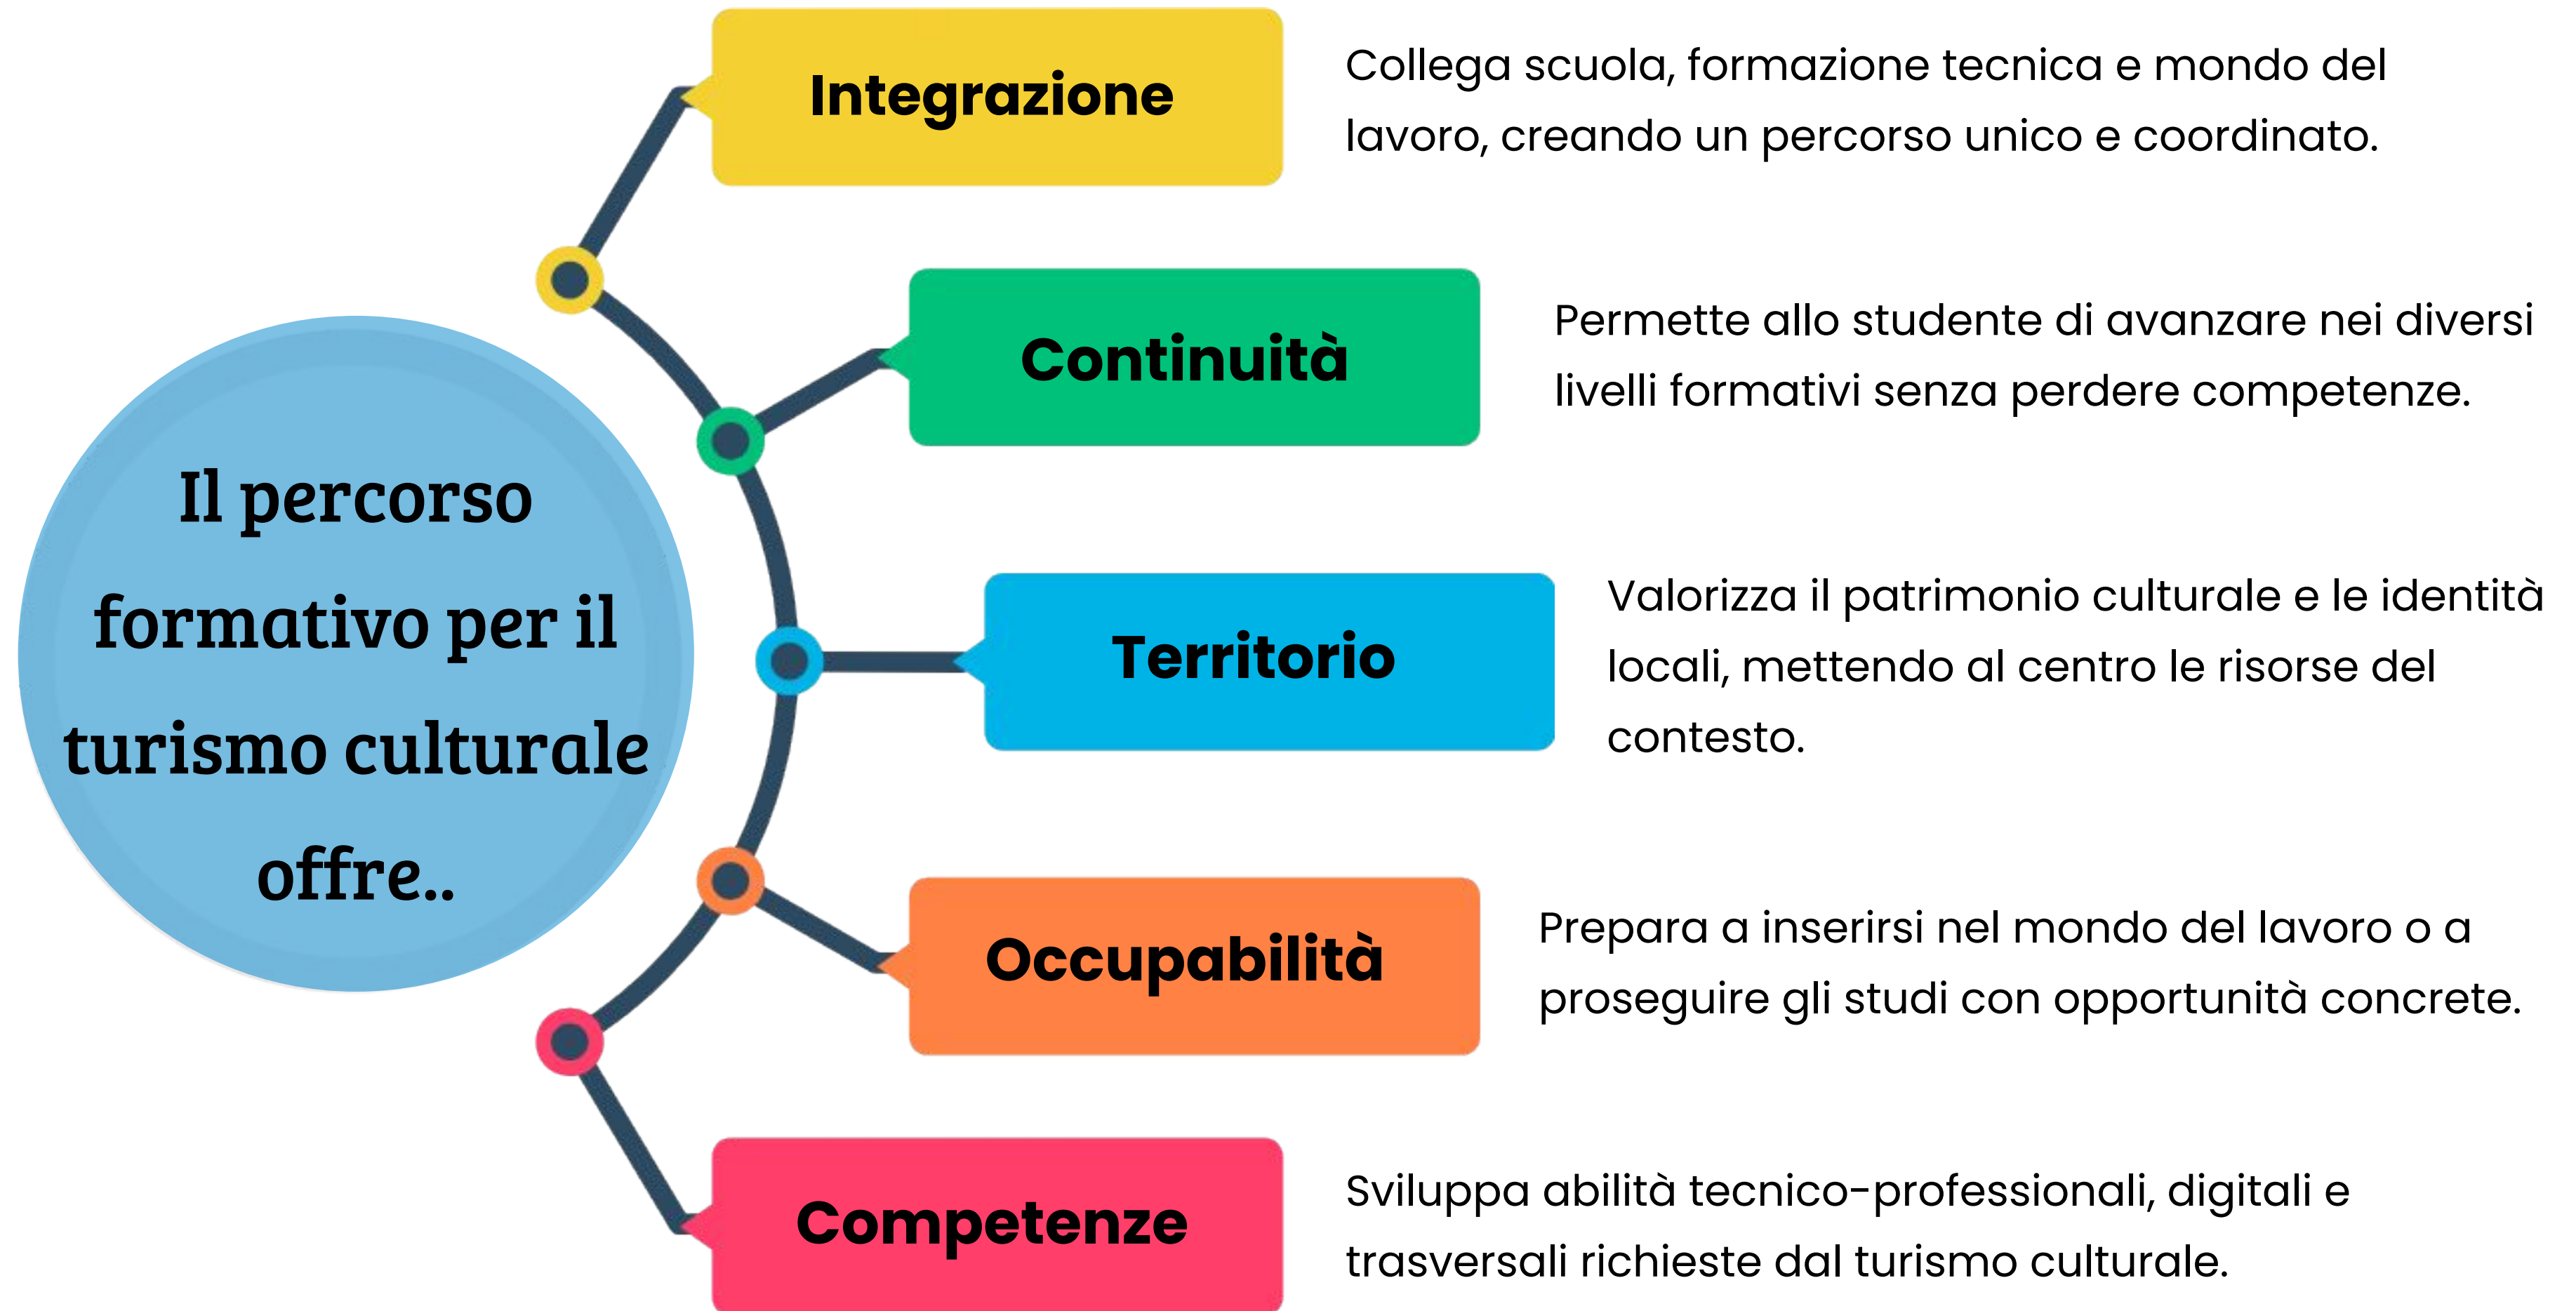 Il percorso
formativo per il
turismo culturale
offre..
Integrazione
Collega scuola, formazione tecnica e mondo del
lavoro, creando un percorso unico e coordinato.
Continuità
Permette allo studente di avanzare nei diversi
livelli formativi senza perdere competenze.
Territorio
Valorizza il patrimonio culturale e le identità
locali, mettendo al centro le risorse del
contesto.
Occupabilità
Prepara a inserirsi nel mondo del lavoro o a
proseguire gli studi con opportunità concrete.
Competenze
Sviluppa abilità tecnico-professionali, digitali e
trasversali richieste dal turismo culturale.